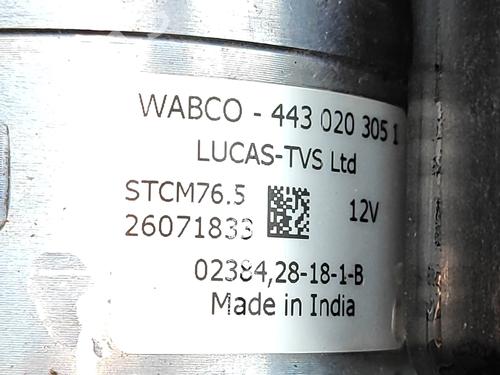 WABCO - 443 020 305 1
LUCAS-TVS Ltd
STCM76.5
12V
26071833
02384,28-18-1-B
Made in India